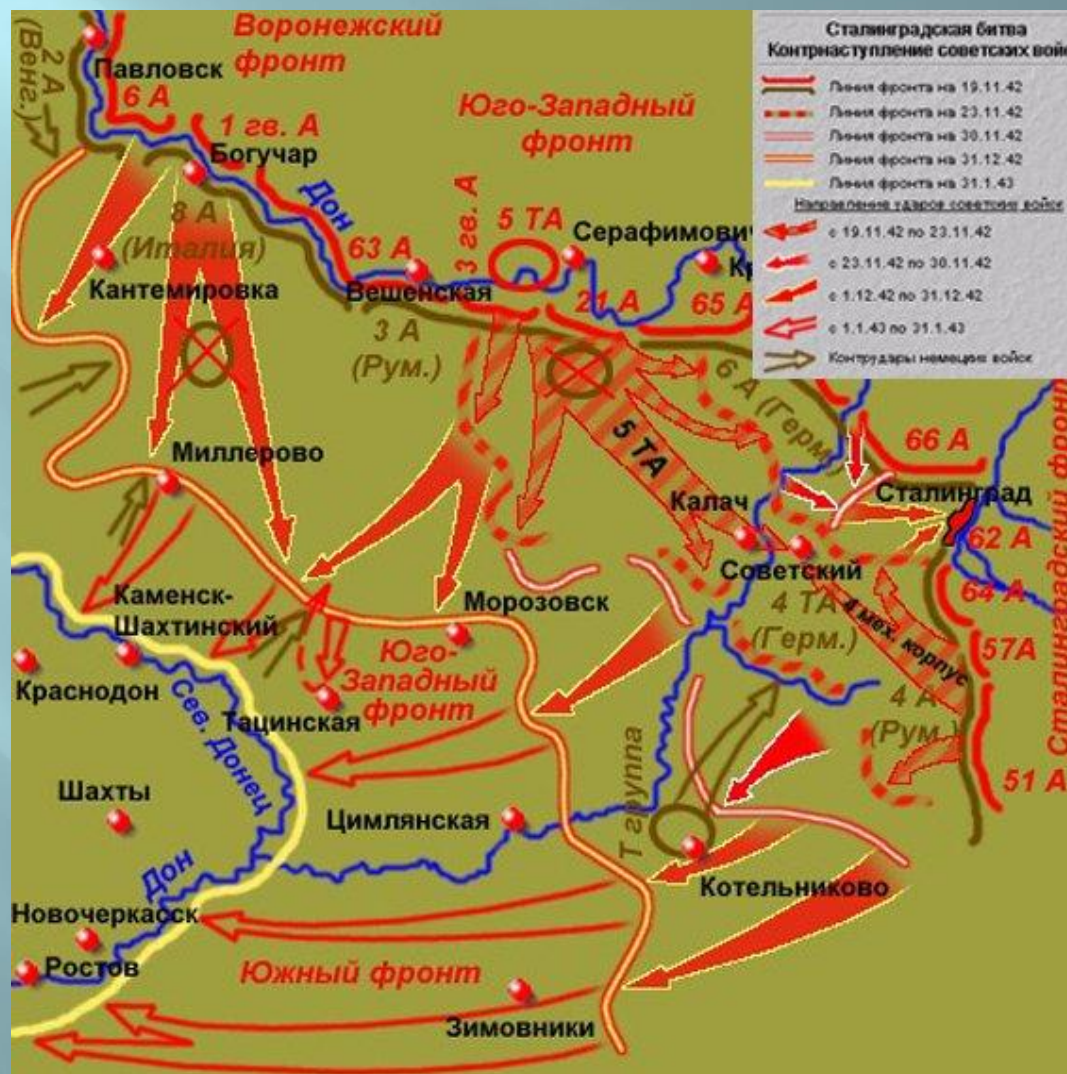 Воронежский
фронт
Сталинградская битва
Контрнаступление советских войс
Линия фронта на 19.11.42
Линия фронта на 23.11.42
Линия фронта на 30.11.42
Линия фронта на 31.12.42
Линия фронта на 31.1.43
Направление ударов советских войск
с 19.11.42 по 23.11.42
с 23.11.42 по 30.11.42
с 1.12.42 по 31.12.42
с 1.1.43 по 31.1.43
Контрудары немецких войск
2 А
(Венг.)
Павловск
6 А
Юго-Западный
фронт
1 гв. А
Богучар
Дон
8 А
(Италия)
63 А
3 гв. А
5 ТА
Серафимович
Кр
Кантемировка
Вешенская
21 А
65 А
3 А
(Рум.)
6 А (Герм.)
66 А
Сталинградский фронт
Миллерово
5 ТА
Калач
Сталинград
62 А
Советский
64 А
Каменск-
Шахтинский
Морозовск
4 ТА
(Герм.)
4 мех. корпус
57А
Краснодон
Юго-
Западный
фронт
Тацинская
Сев. Донец
4 А
(Рум.)
51 А
Шахты
Цимлянская
Т группа
Дон
Котельниково
Новочеркасск
Ростов
Южный фронт
Зимовники